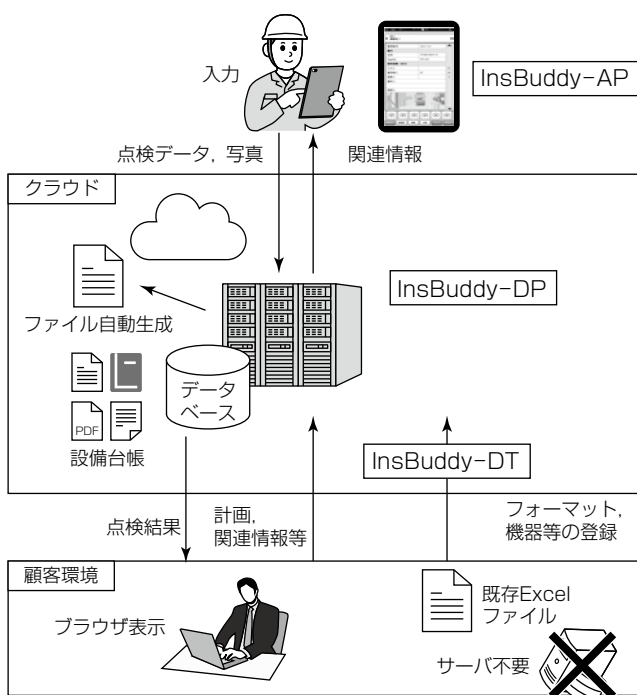 入力
InsBuddy-AP
点検データ，写真
関連情報
クラウド
InsBuddy-DP
ファイル自動生成
データ
ベース
PDF
設備台帳
InsBuddy-DT
点検結果
計画，
関連情報等
フォーマット，
機器等の登録
顧客環境
ブラウザ表示
既存Excel
ファイル
サーバ不要